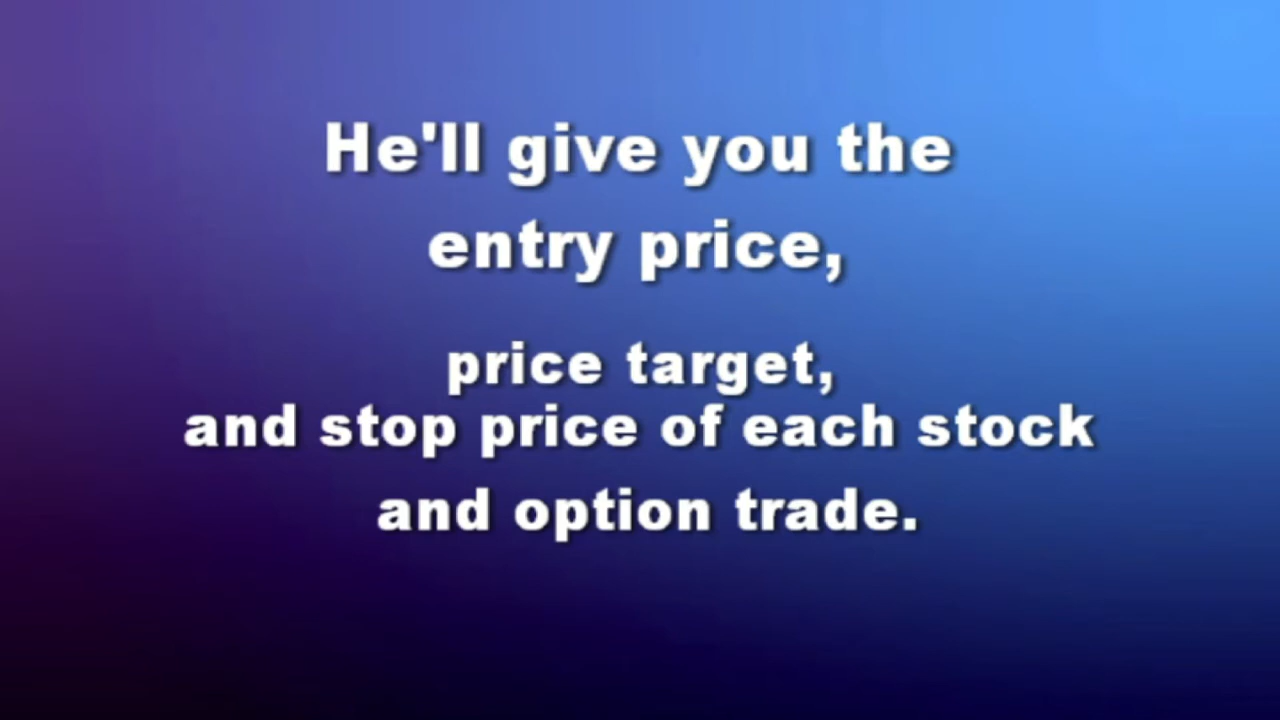 He'll give you the
entry price,
price target,
and stop price of each stock
and option trade.